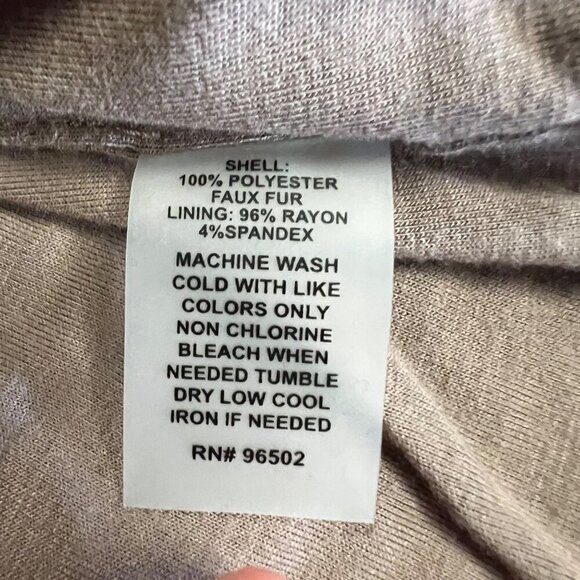 SHELL:
100% POLYESTER
FAUX FUR
LINING: 96% RAYON
4%SPANDEX
MACHINE WASH
COLD WITH LIKE
COLORS ONLY
NON CHLORINE
BLEACH WHEN
NEEDED TUMBLE
DRY LOW COOL
IRON IF NEEDED
RN# 96502